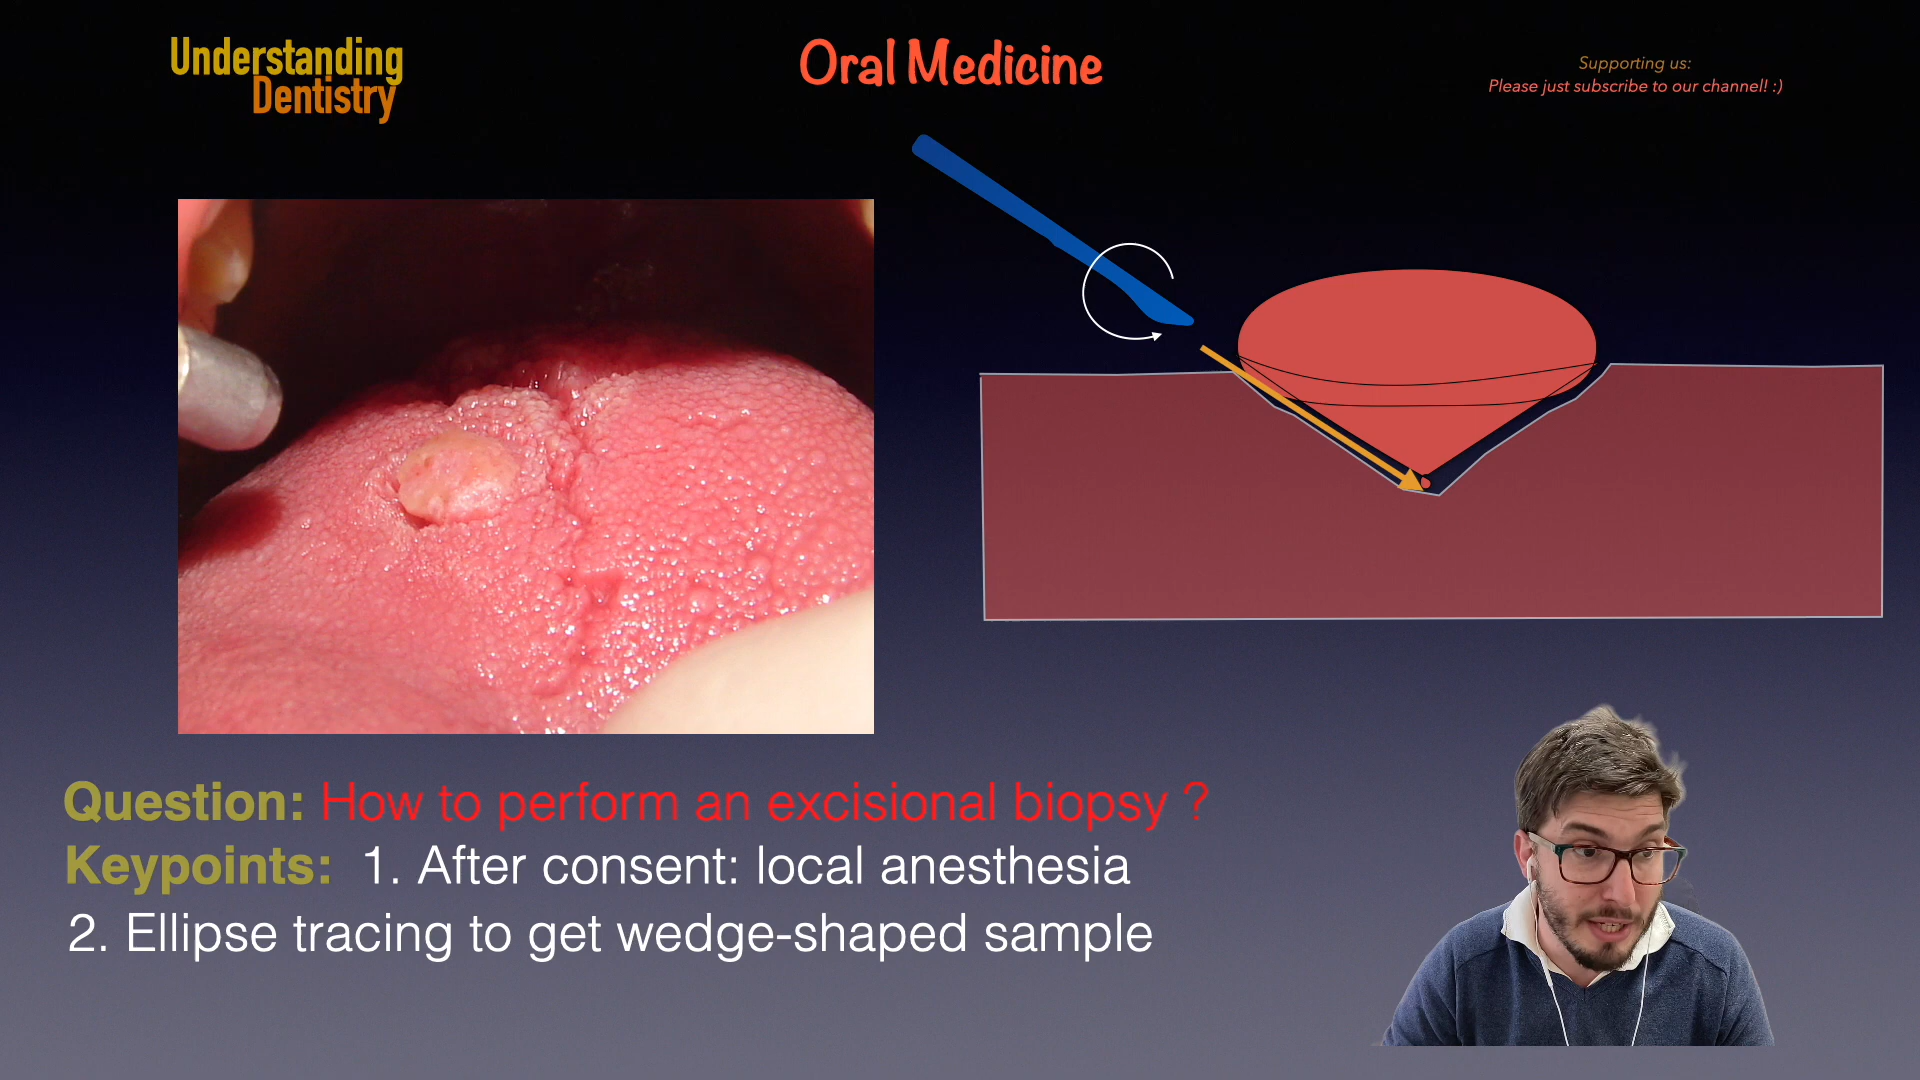 Understanding
Dentistry
Oral Medicine
Supporting us:
Please just subscribe to our channel! :)
Question: How to perform an excisional biopsy ?
Keypoints: 1. After consent: local anesthesia
2. Ellipse tracing to get wedge-shaped sample